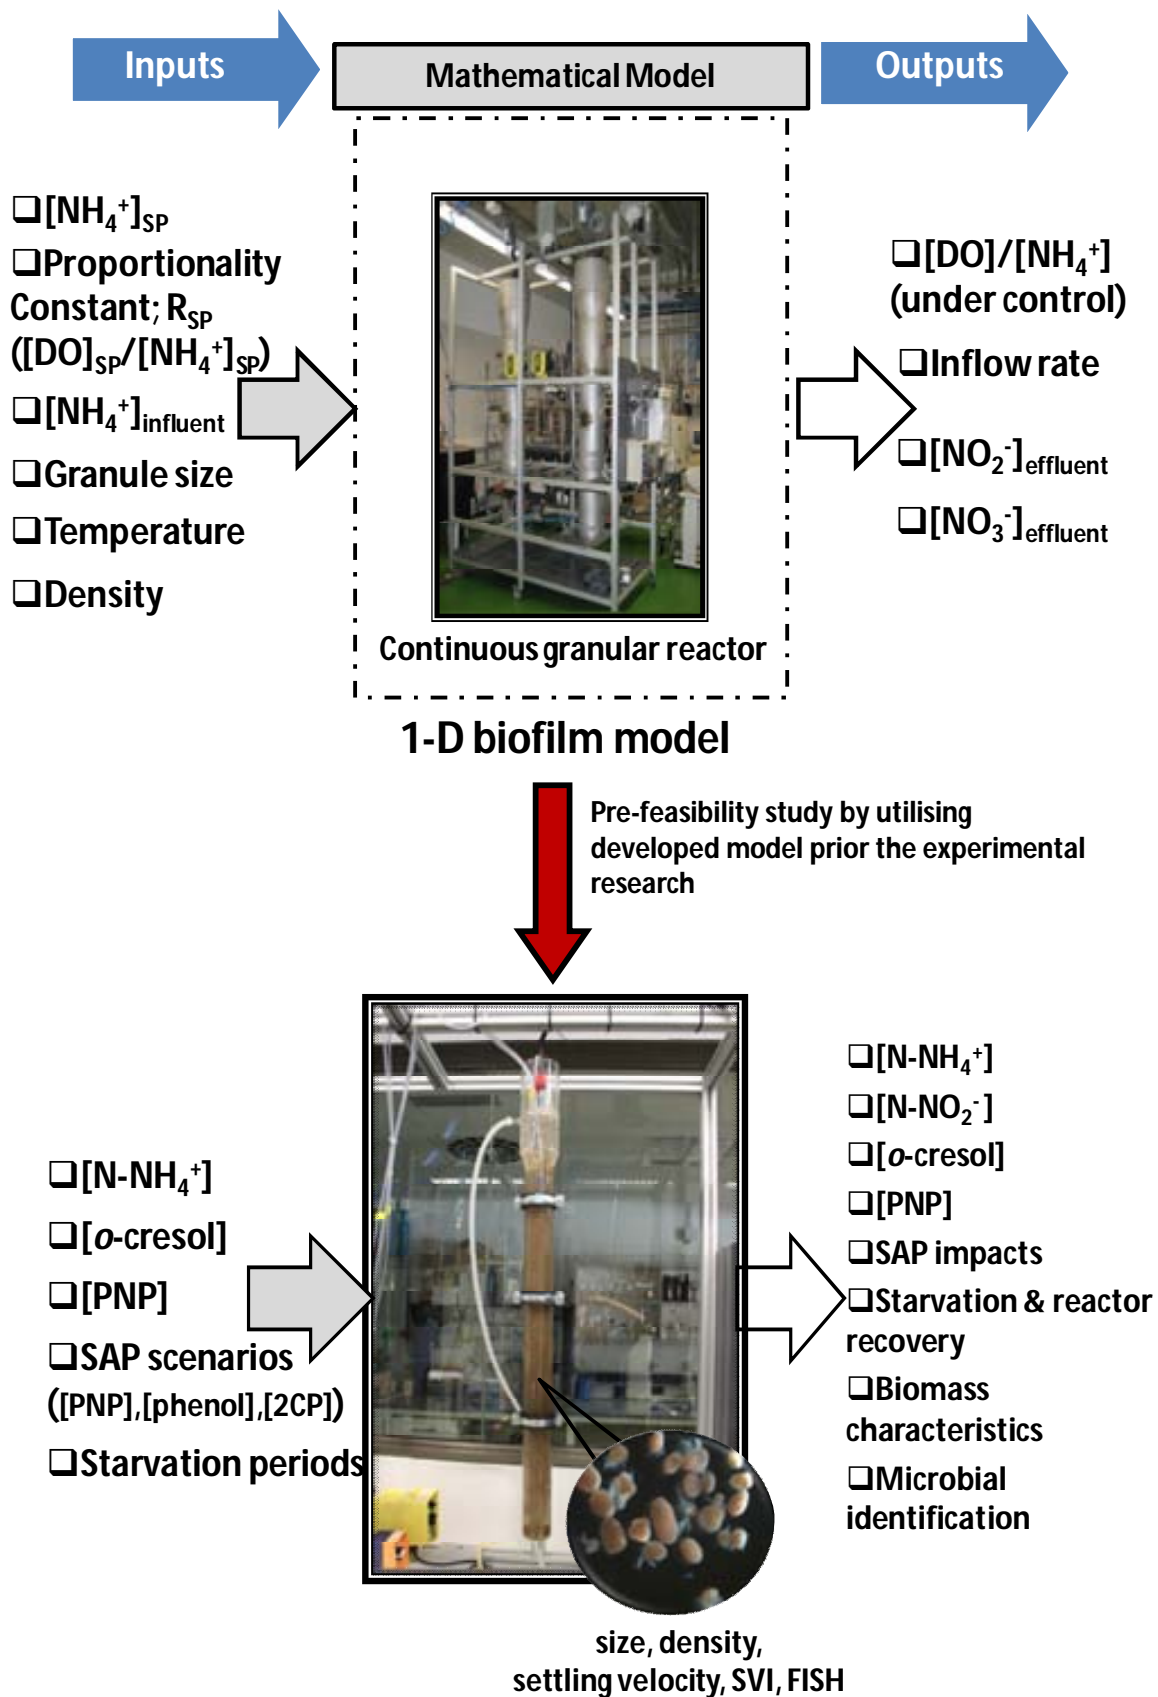 Inputs
Mathematical Model
Outputs
❑[NH₄⁺]SP
❑Proportionality
Constant; RSP
([DO]SP/[NH₄⁺]SP)
❑[NH₄⁺]influent
❑Granule size
❑Temperature
❑Density
Continuous granular reactor
❑[DO]/[NH₄⁺]
(under control)
❑Inflow rate
❑[NO₂⁻]effluent
❑[NO₃⁻]effluent
1-D biofilm model
Pre-feasibility study by utilising
developed model prior the experimental
research
❑[N-NH₄⁺]
❑[o-cresol]
❑[PNP]
❑SAP scenarios
([PNP],[phenol],[2CP])
❑Starvation periods
❑[N-NH₄⁺]
❑[N-NO₂⁻]
❑[o-cresol]
❑[PNP]
❑SAP impacts
❑Starvation & reactor
recovery
❑Biomass
characteristics
❑Microbial
identification
size, density,
settling velocity, SVI, FISH